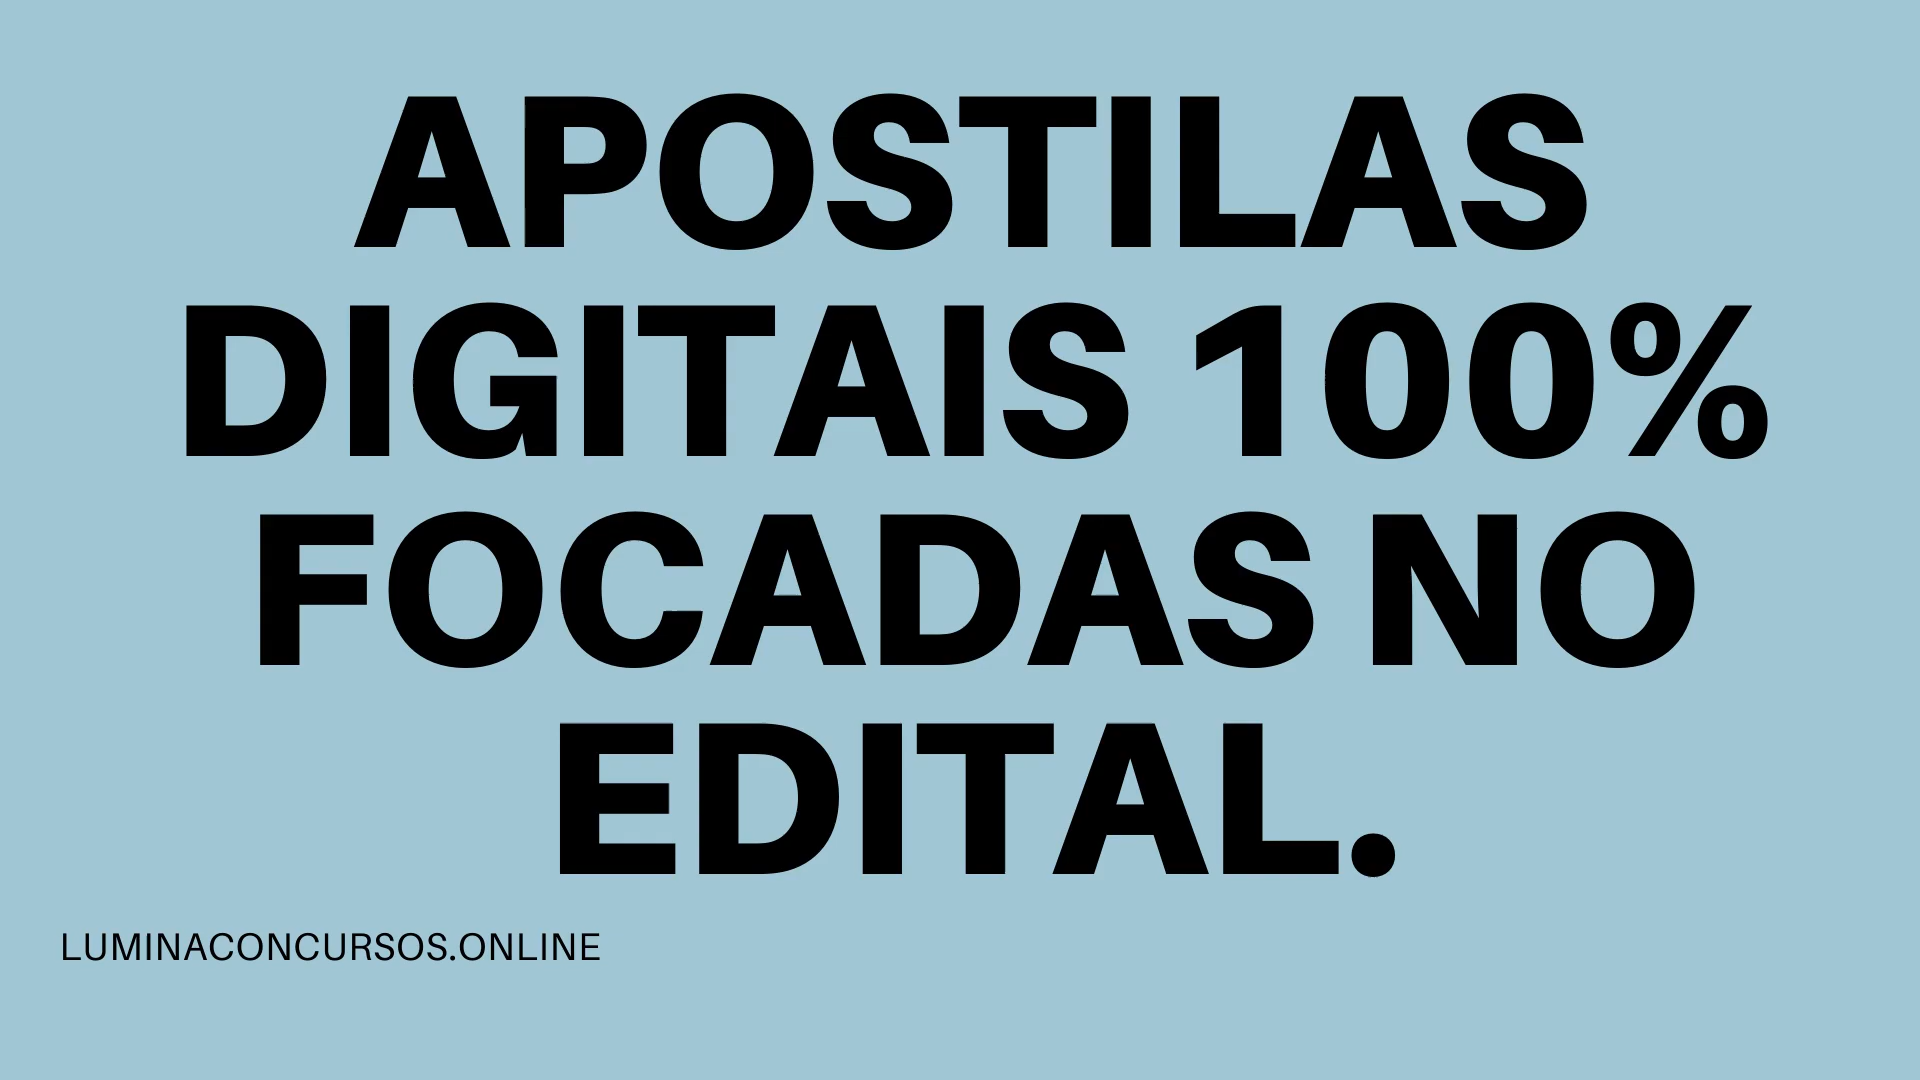 APOSTILAS
DIGITAIS 100%
FOCADAS NO
EDITAL.
LUMINACONCURSOS.ONLINE